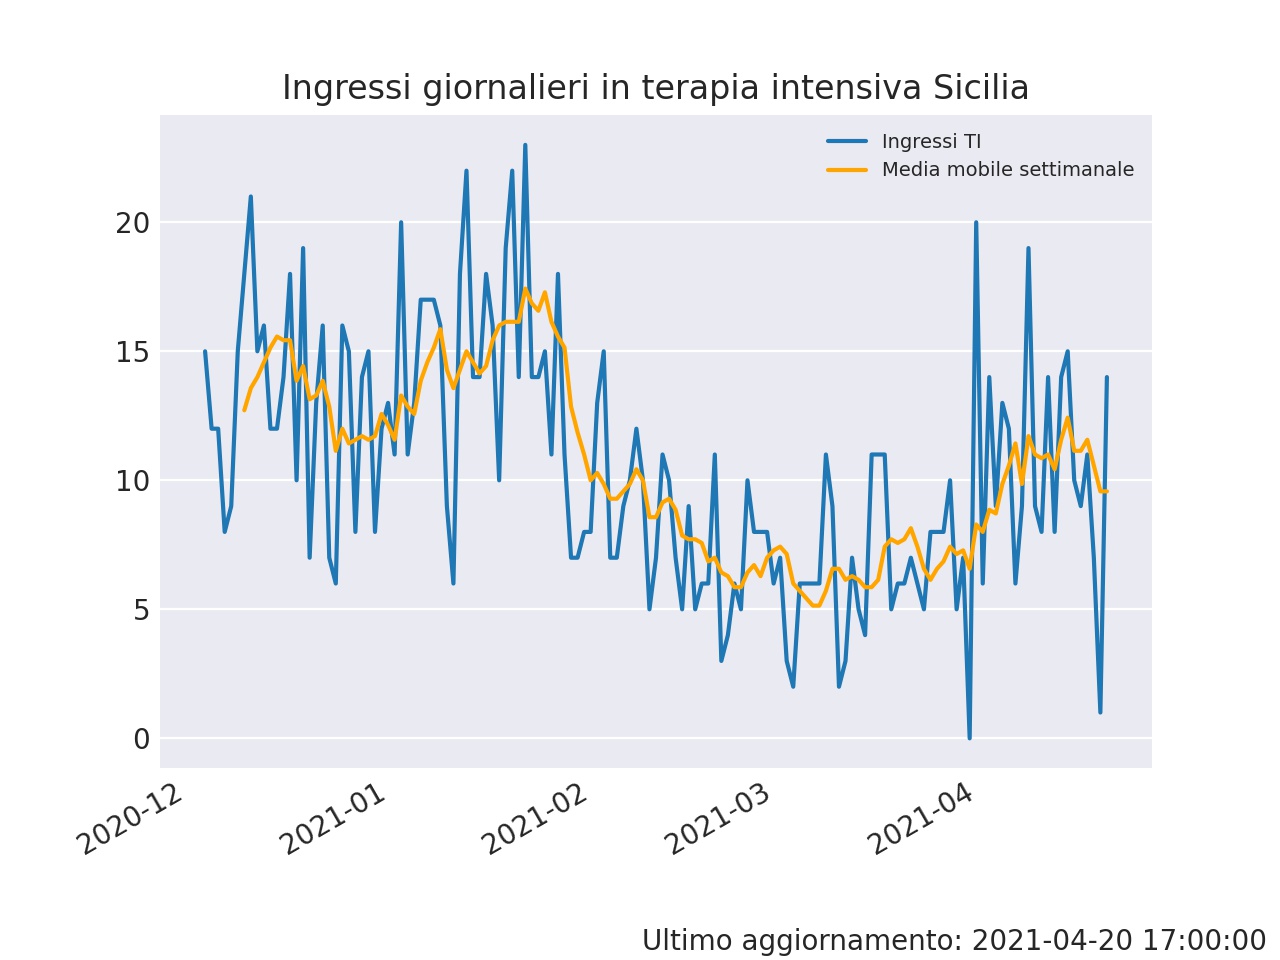 Ingressi giornalieri in terapia intensiva Sicilia
Ingressi TI
Media mobile settimanale
20
15
10
5
0
2020-12
2021-01
2021-02
2021-03
2021-04
Ultimo aggiornamento: 2021-04-20 17:00:00